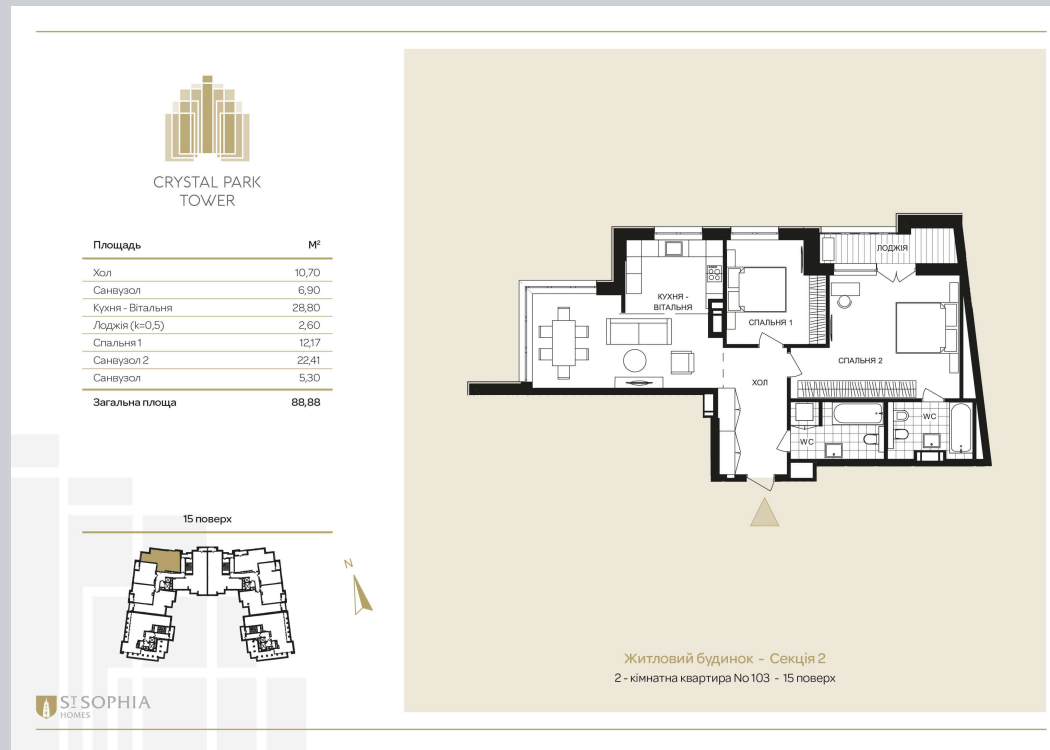 CRYSTAL PARK
TOWER
Площадь М²
Хол 10,70
Санвузол 6,90
Кухня - Вітальня 28,80
Лоджія (k=0,5) 2,60
Спальня 1 12,17
Санвузол 2 22,41
Санвузол 5,30
Загальна площа 88,88
15 поверх
N
ST SOPHIA
HOMES
ЛОДЖІЯ
КУХНЯ -
ВІТАЛЬНЯ
СПАЛЬНЯ 1
СПАЛЬНЯ 2
ХОЛ
WC
WC
Житловий будинок - Секція 2
2 - кімнатна квартира No 103 - 15 поверх